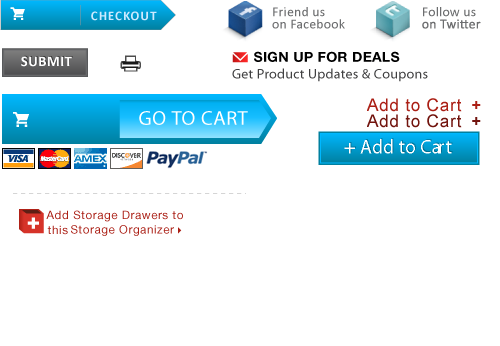 CHECKOUT
Friend us
on Facebook
Follow us
on Twitter
SUBMIT
SIGN UP FOR DEALS
Get Product Updates & Coupons
GO TO CART
Add to Cart +
Add to Cart +
+ Add to Cart
VISA MasterCard AMEX DISCOVER PayPal
Add Storage Drawers to
this Storage Organizer